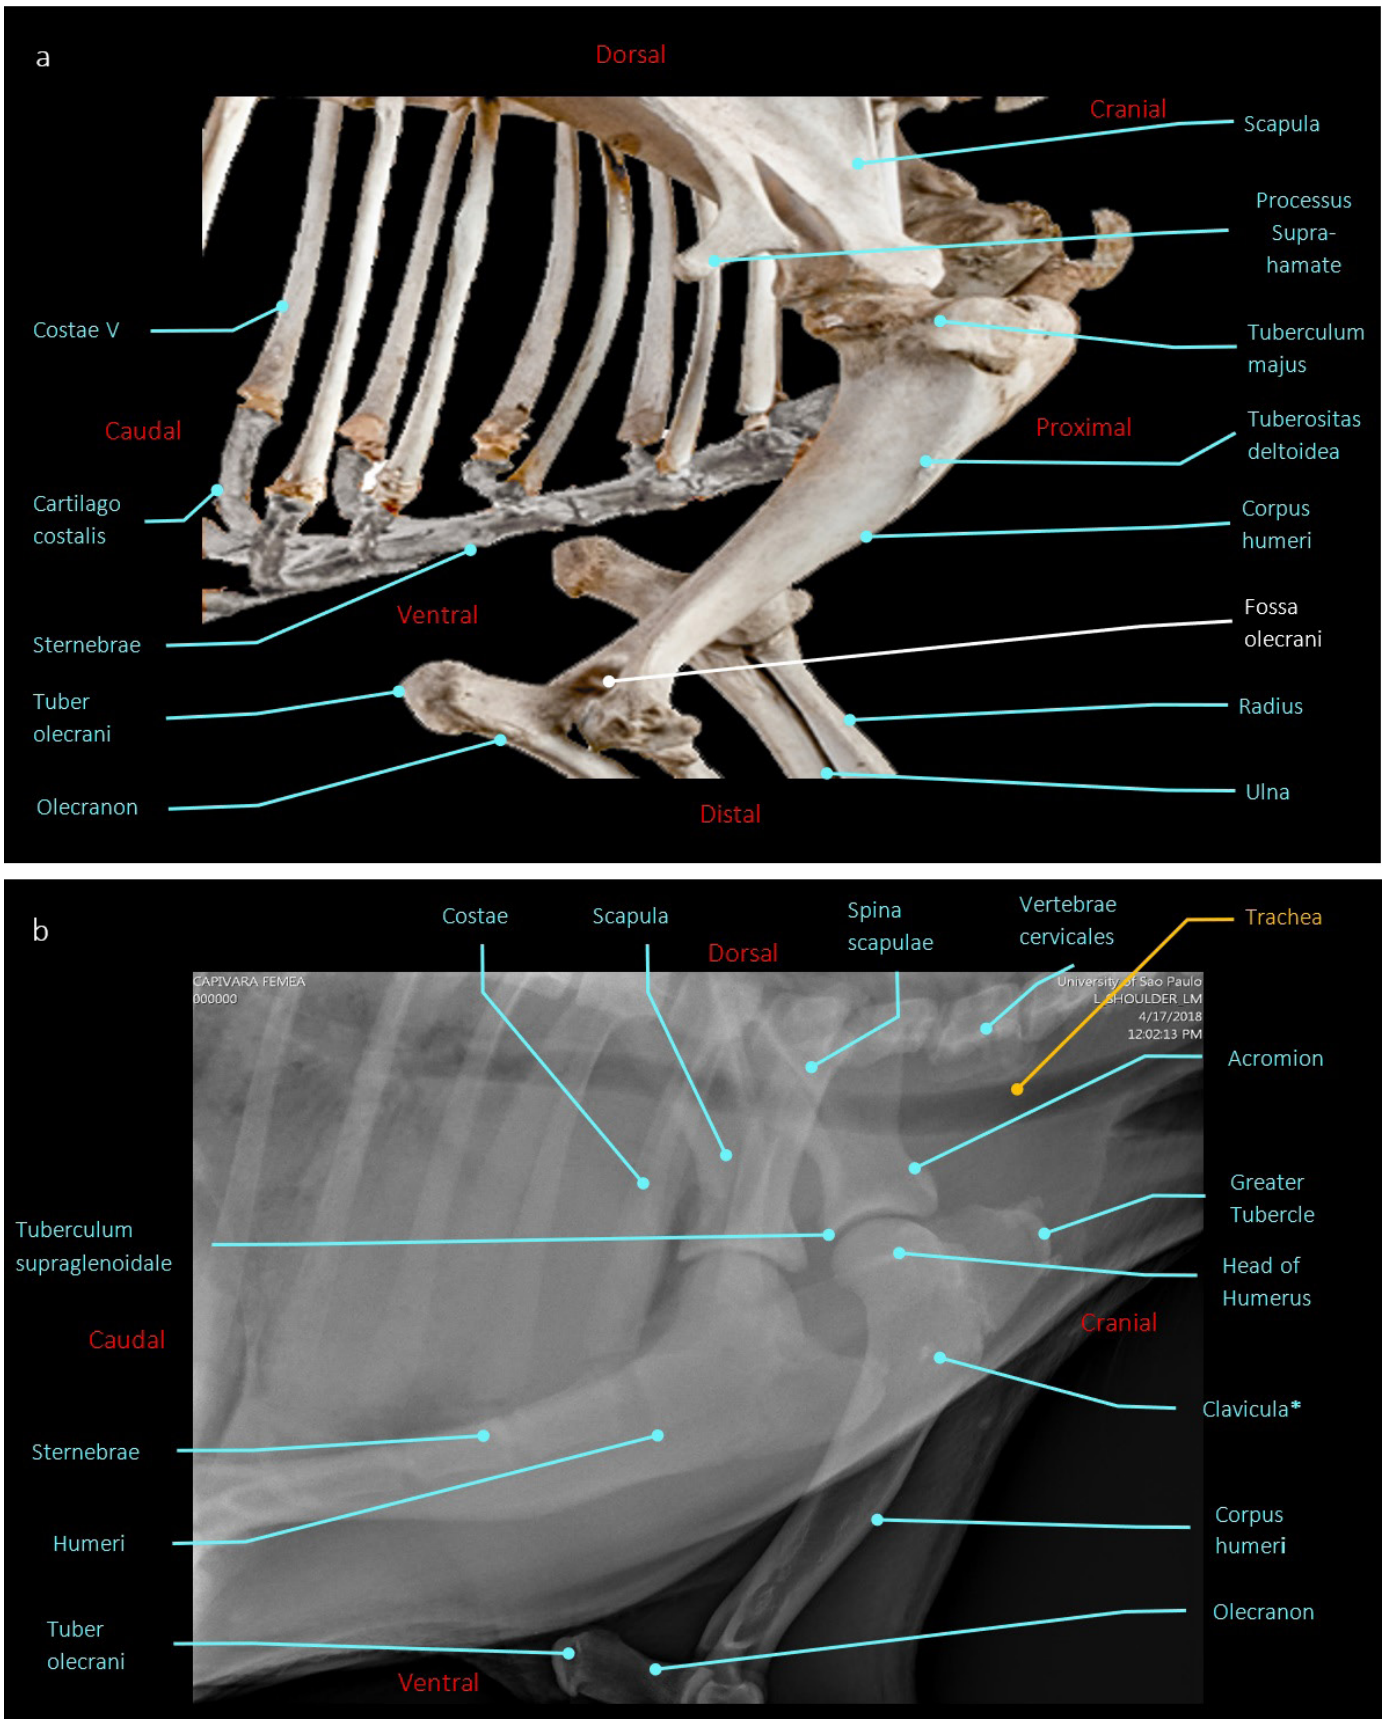 a
Dorsal
Cranial
Scapula
Processus
Supra-
hamate
Costae V
Tuberculum
majus
Caudal
Proximal
Tuberositas
deltoidea
Cartilago
costalis
Corpus
humeri
Ventral
Fossa
olecrani
Sternebrae
Tuber
olecrani
Radius
Olecranon
Distal
Ulna
b
Costae
Scapula
Dorsal
Spina
scapulae
Vertebrae
cervicales
Trachea
CAPIVARA FEMEA
000000
University of Sao Paulo
L SHOULDER LM
4/17/2018
12:02:13 PM
Acromion
Greater
Tubercle
Tuberculum
supraglenoidale
Head of
Humerus
Caudal
Cranial
Clavicula*
Sternebrae
Humeri
Corpus
humeri
Olecranon
Tuber
olecrani
Ventral